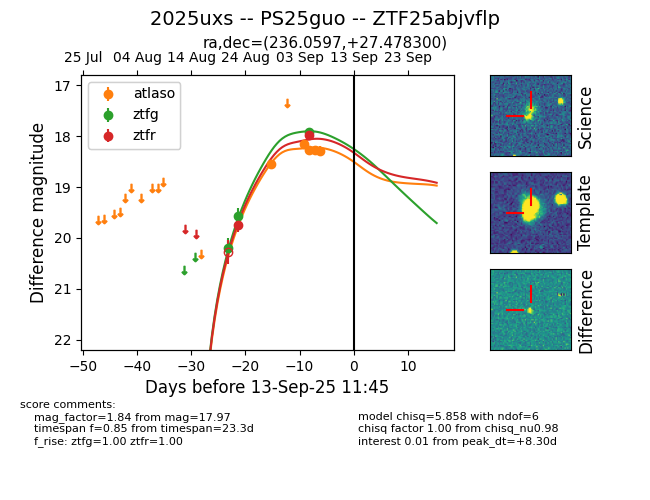 2025uxs -- PS25guo -- ZTF25abjvflp
ra,dec=(236.0597,+27.478300)
25 Jul 04 Aug 14 Aug 24 Aug 03 Sep 13 Sep 23 Sep
atlaso
ztfg
ztfr
17
18
19
20
21
22
Difference magnitude
−50 −40 −30 −20 −10 0 10
Days before 13-Sep-25 11:45
Science
Template
Difference
score comments:
mag_factor=1.84 from mag=17.97
timespan f=0.85 from timespan=23.3d
f_rise: ztfg=1.00 ztfr=1.00
model chisq=5.858 with ndof=6
chisq factor 1.00 from chisq_nu0.98
interest 0.01 from peak_dt=+8.30d